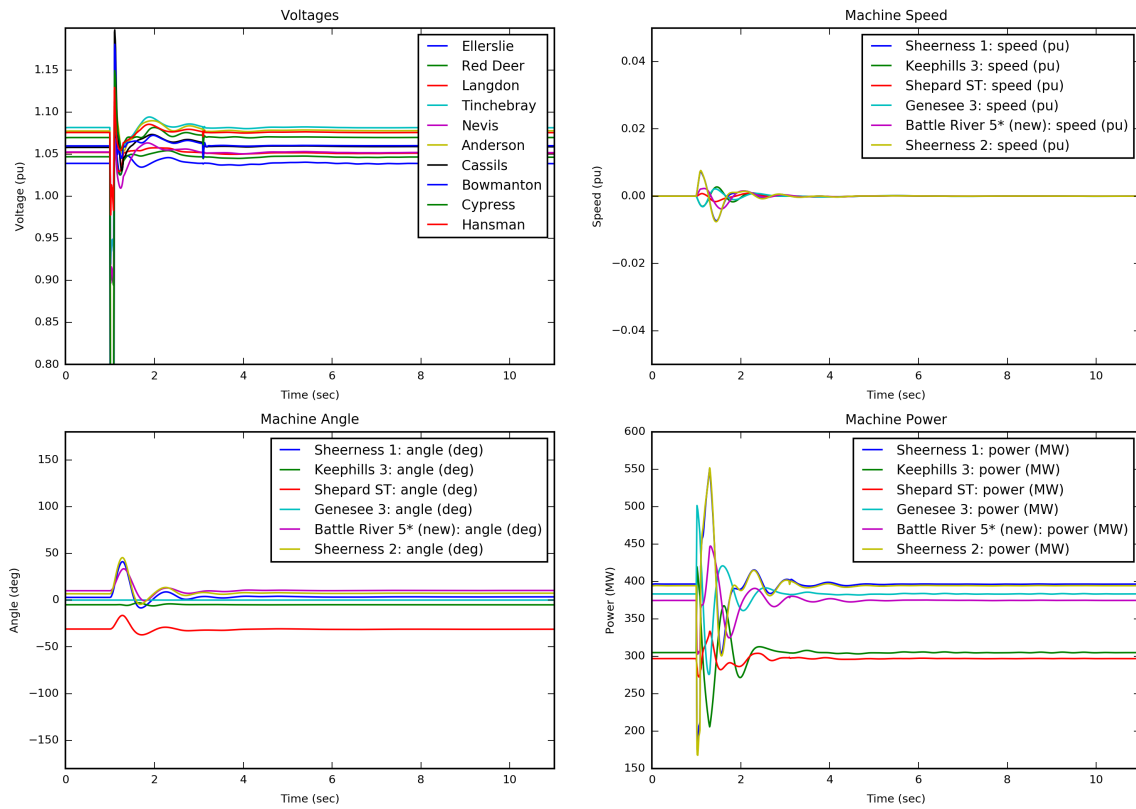 Voltages
Voltage (pu)
1.15
1.10
1.05
1.00
0.95
0.90
0.85
0.80
0 2 4 6 8 10
Time (sec)
Ellerslie
Red Deer
Langdon
Tinchebray
Nevis
Anderson
Cassils
Bowmanton
Cypress
Hansman
Machine Speed
Speed (pu)
0.04
0.02
0.00
−0.02
−0.04
0 2 4 6 8 10
Time (sec)
Sheerness 1: speed (pu)
Keephills 3: speed (pu)
Shepard ST: speed (pu)
Genesee 3: speed (pu)
Battle River 5* (new): speed (pu)
Sheerness 2: speed (pu)
Machine Angle
Angle (deg)
150
100
50
0
−50
−100
−150
0 2 4 6 8 10
Time (sec)
Sheerness 1: angle (deg)
Keephills 3: angle (deg)
Shepard ST: angle (deg)
Genesee 3: angle (deg)
Battle River 5* (new): angle (deg)
Sheerness 2: angle (deg)
Machine Power
Power (MW)
600
550
500
450
400
350
300
250
200
150
0 2 4 6 8 10
Time (sec)
Sheerness 1: power (MW)
Keephills 3: power (MW)
Shepard ST: power (MW)
Genesee 3: power (MW)
Battle River 5* (new): power (MW)
Sheerness 2: power (MW)